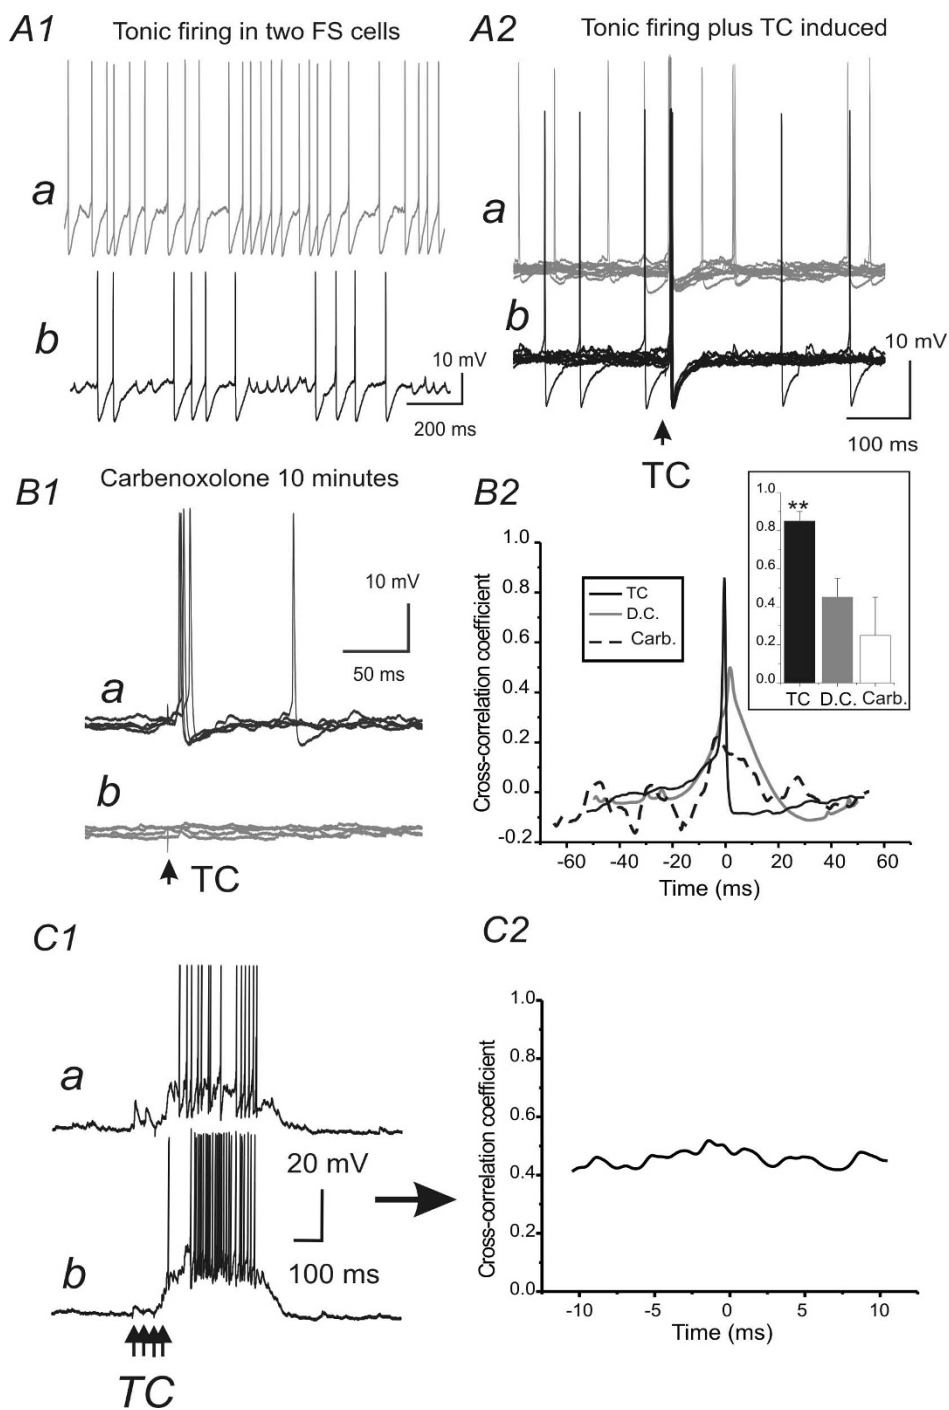 A1 Tonic firing in two FS cells
a
b
10 mV
200 ms
A2 Tonic firing plus TC induced
a
b
10 mV
100 ms
TC
B1 Carbenoxolone 10 minutes
10 mV
50 ms
a
b
TC
B2
Cross-correlation coefficient
1.0
0.8
0.6
0.4
0.2
0.0
-0.2
-60 -40 -20 0 20 40 60
Time (ms)
TC
D.C.
Carb.
1.0
0.8
0.6
0.4
0.2
0.0
**
TC D.C. Carb.
C1
a
b
20 mV
100 ms
TC
C2
Cross-correlation coefficient
1.0
0.8
0.6
0.4
0.2
0.0
-10 -5 0 5 10
Time (ms)